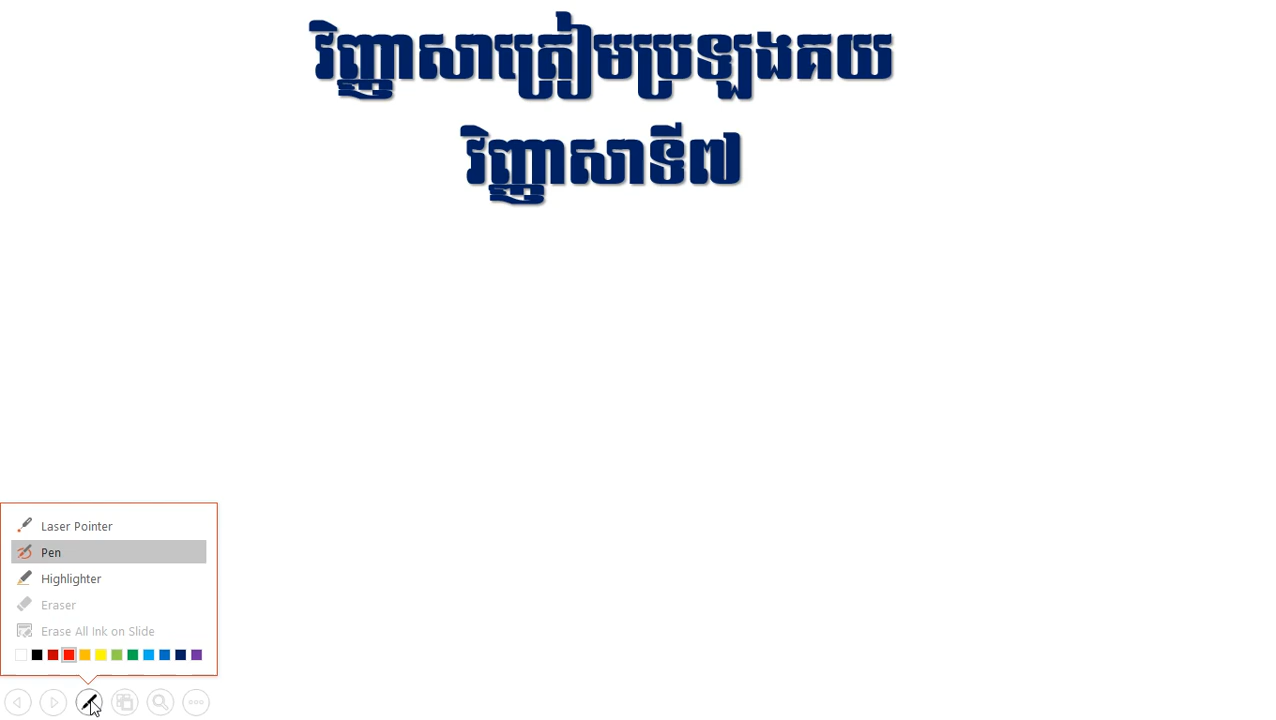 វិញ្ញាសាត្រៀមប្រឡងគយ
វិញ្ញាសាទី៧
Laser Pointer
Pen
Highlighter
Eraser
Erase All Ink on Slide